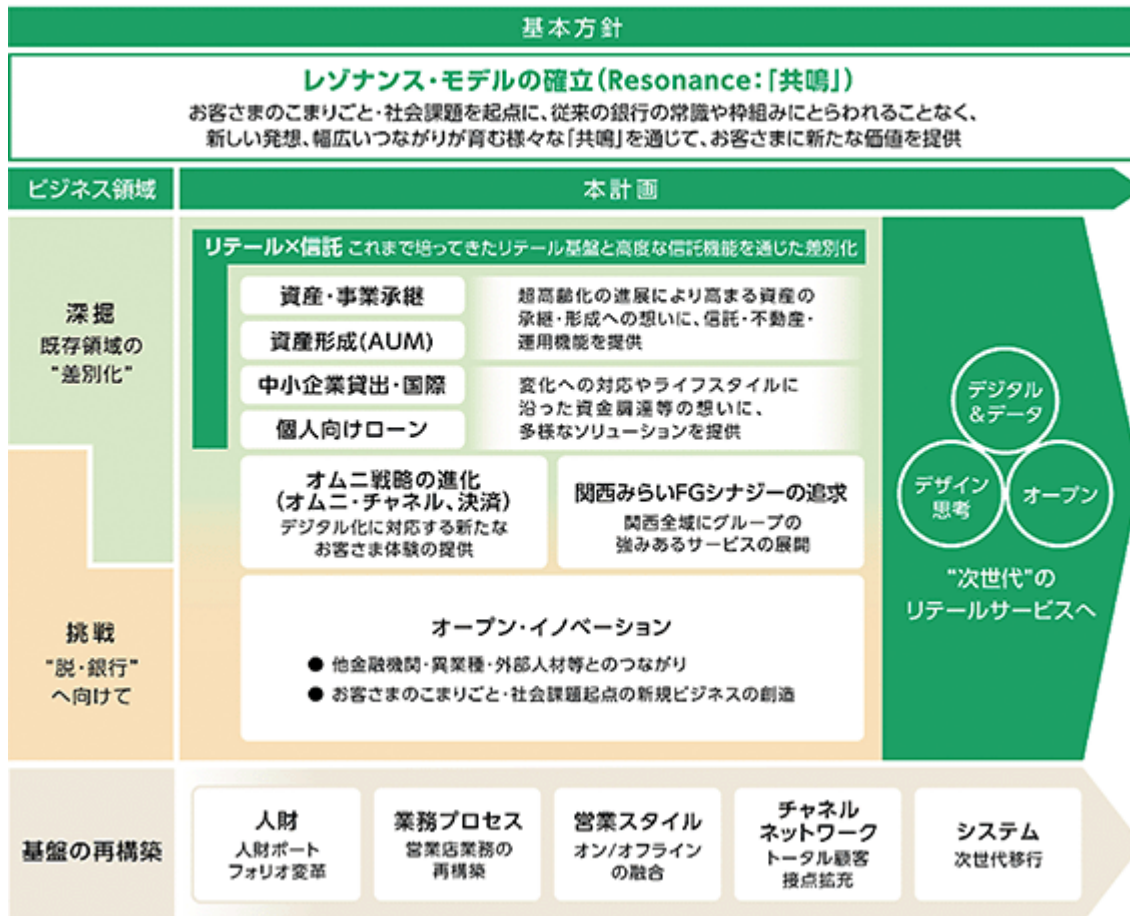 基本方針
レゾナンス・モデルの確立(Resonance:「共鳴」)
お客さまのこまりごと・社会課題を起点に、従来の銀行の常識や枠組みにとらわれることなく、
新しい発想、幅広いつながりが育む様々な「共鳴」を通じて、お客さまに新たな価値を提供
ビジネス領域
本計画
深掘
既存領域の
“差別化”
リテール×信託 これまで培ってきたリテール基盤と高度な信託機能を通じた差別化
資産・事業承継
資産形成(AUM)
超高齢化の進展により高まる資産の
承継・形成への想いに、信託・不動産・
運用機能を提供
中小企業貸出・国際
個人向けローン
変化への対応やライフスタイルに
沿った資金調達等の想いに、
多様なソリューションを提供
オムニ戦略の進化
(オムニ・チャネル、決済)
デジタル化に対応する新たな
お客さま体験の提供
関西みらいFGシナジーの追求
関西全域にグループの
強みあるサービスの展開
挑戦
“脱・銀行”
へ向けて
オープン・イノベーション
● 他金融機関・異業種・外部人材等とのつながり
● お客さまのこまりごと・社会課題起点の新規ビジネスの創造
デジタル
&データ
デザイン
思考
オープン
“次世代”の
リテールサービスへ
基盤の再構築
人財
人財ポート
フォリオ変革
業務プロセス
営業店業務の
再構築
営業スタイル
オン/オフライン
の融合
チャネル
ネットワーク
トータル顧客
接点拡充
システム
次世代移行